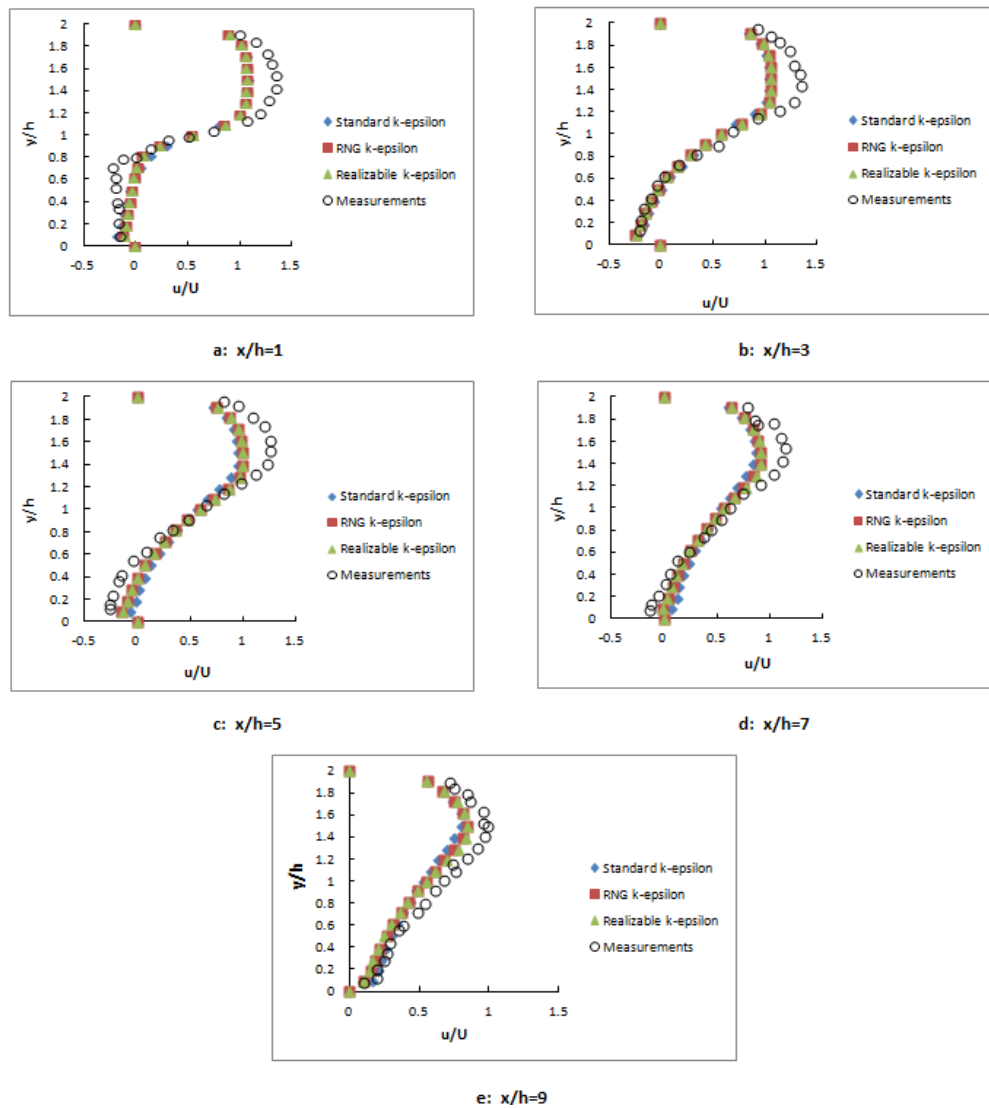 2
1.8
1.6
1.4
1.2
1
0.8
0.6
0.4
0.2
0
y/h
-0.5 0 0.5 1 1.5
u/U
Standard k-epsilon
RNG k-epsilon
Realizable k-epsilon
Measurements
a: x/h=1
2
1.8
1.6
1.4
1.2
1
0.8
0.6
0.4
0.2
0
y/h
-0.5 0 0.5 1 1.5
u/U
Standard k-epsilon
RNG k-epsilon
Realizable k-epsilon
Measurements
b: x/h=3
2
1.8
1.6
1.4
1.2
1
0.8
0.6
0.4
0.2
0
y/h
-0.5 0 0.5 1 1.5
u/U
Standard k-epsilon
RNG k-epsilon
Realizable k-epsilon
Measurements
c: x/h=5
2
1.8
1.6
1.4
1.2
1
0.8
0.6
0.4
0.2
0
y/h
-0.5 0 0.5 1 1.5
u/U
Standard k-epsilon
RNG k-epsilon
Realizable k-epsilon
Measurements
d: x/h=7
2
1.8
1.6
1.4
1.2
1
0.8
0.6
0.4
0.2
0
y/h
0 0.5 1 1.5
u/U
Standard k-epsilon
RNG k-epsilon
Realizable k-epsilon
Measurements
e: x/h=9